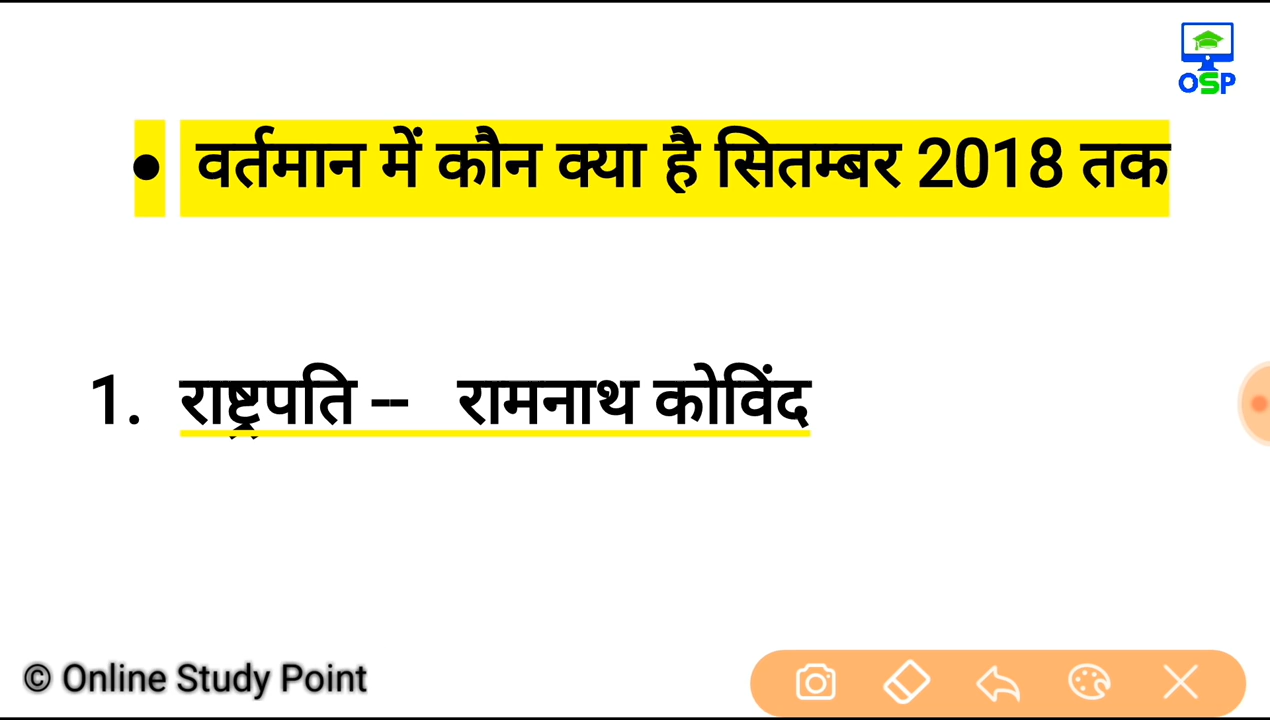 OSP
• वर्तमान में कौन क्या है सितम्बर 2018 तक
1. राष्ट्रपति -- रामनाथ कोविंद
© Online Study Point